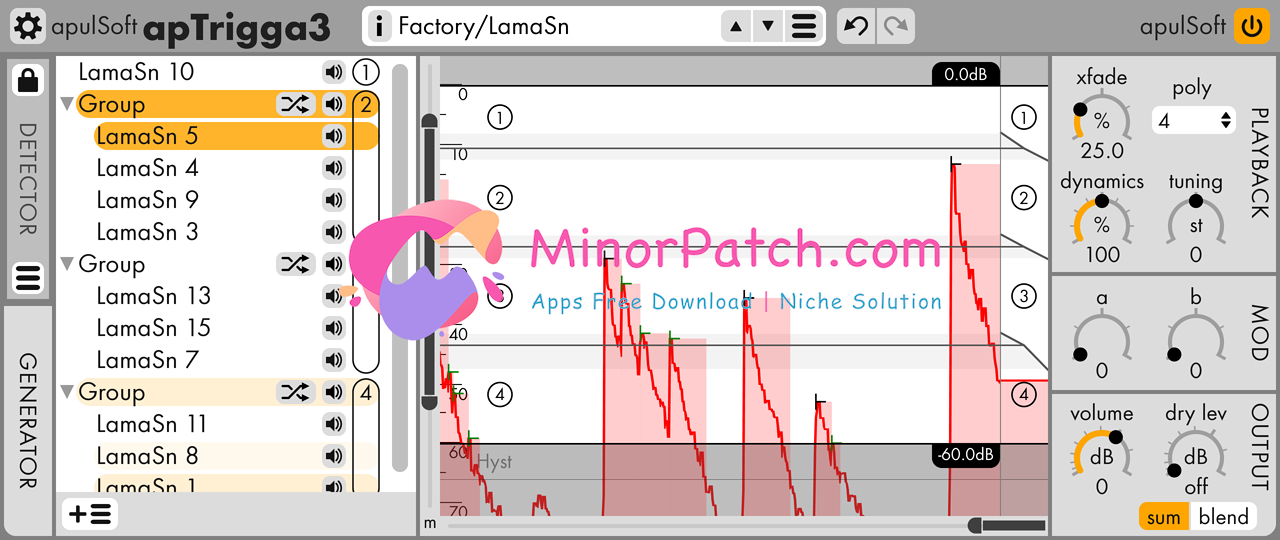 apulSoft apTrigga3
i Factory/LamaSn
apulSoft
DETECTOR
GENERATOR
LamaSn 10
1
Group
2
LamaSn 5
LamaSn 4
LamaSn 9
LamaSn 3
Group
LamaSn 13
LamaSn 15
LamaSn 7
Group
4
LamaSn 11
LamaSn 8
LamaSn 1
0.0dB
0
1
1
10
2
2
3
3
40
50
4
4
60
Hyst
-60.0dB
70
m
MinorPatch.com
Apps Free Download | Niche Solution
xfade
%
25.0
poly
4
dynamics
%
100
tuning
st
0
PLAYBACK
a
0
b
0
MOD
volume
dB
0
dry lev
dB
off
OUTPUT
sum blend